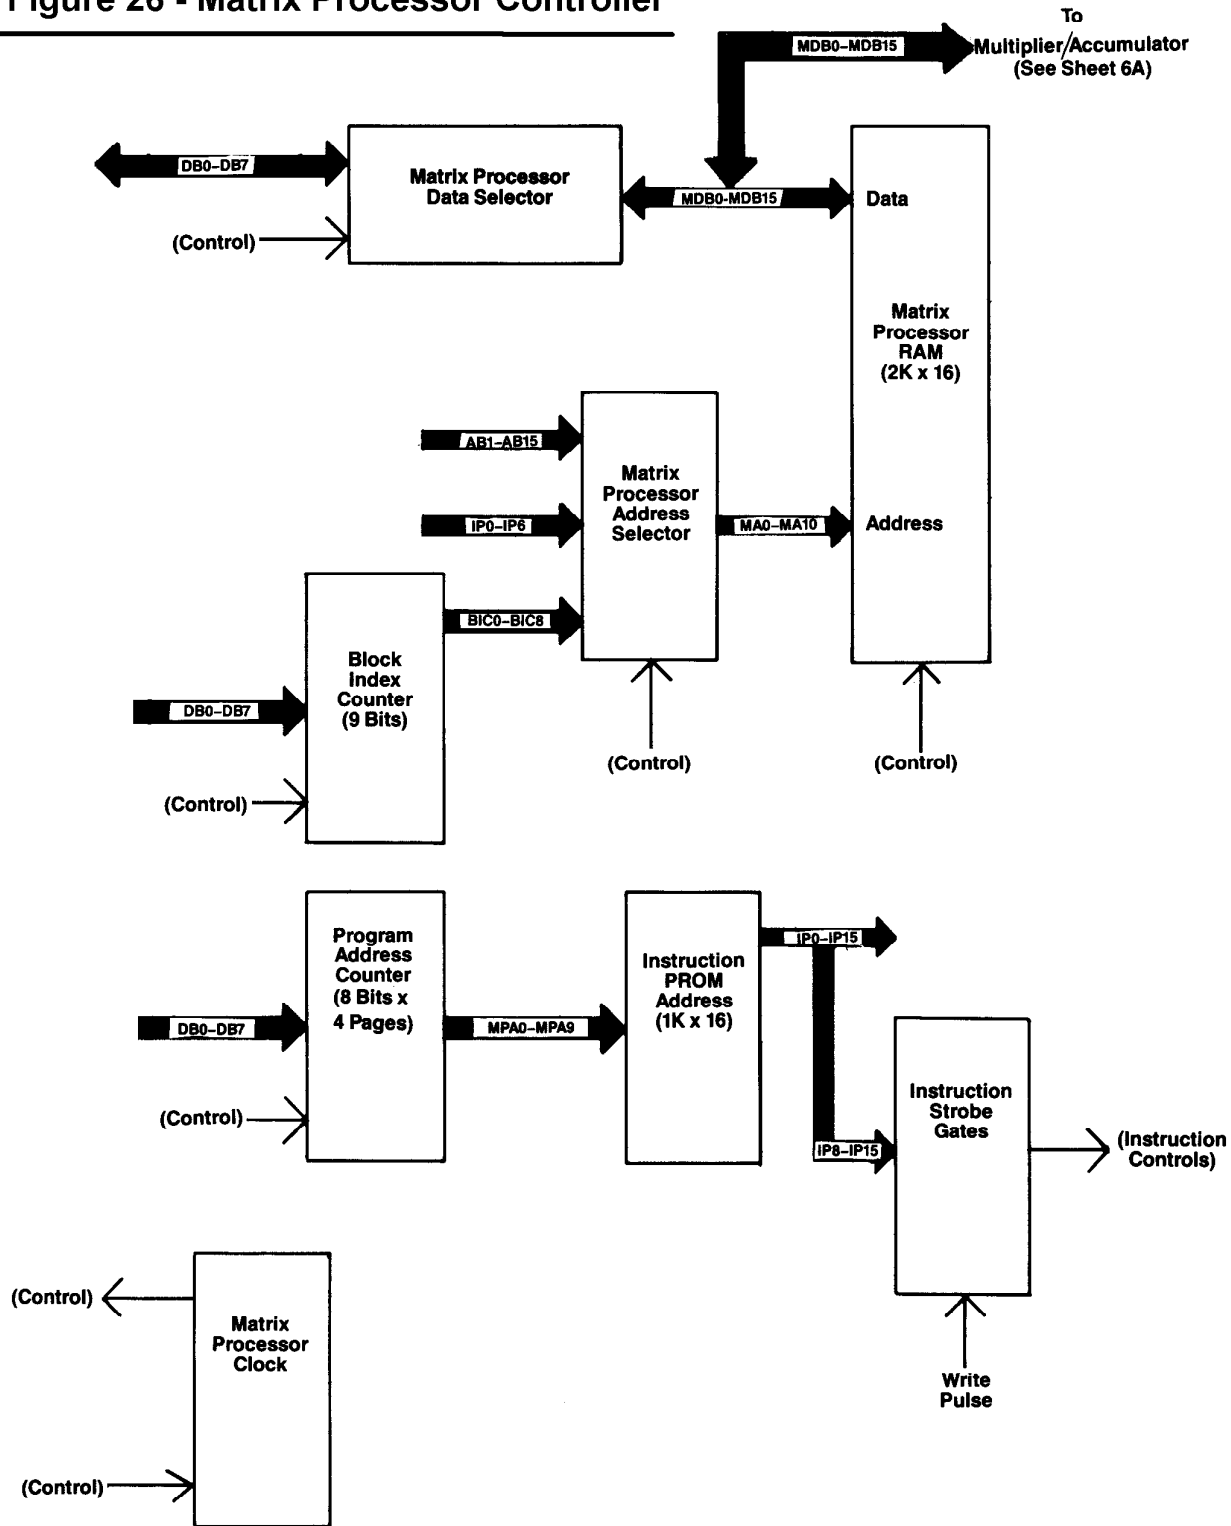 Figure 26 - Matrix Processor Controller
To
Multiplier/Accumulator
(See Sheet 6A)
MDB0-MDB15
DB0-DB7
Matrix Processor
Data Selector
MDB0-MDB15
Data
(Control)
Matrix
Processor
RAM
(2K x 16)
AB1-AB15
Matrix
Processor
Address
Selector
IP0-IP6
MA0-MA10
Address
BIC0-BIC8
Block
Index
Counter
(9 Bits)
DB0-DB7
(Control)
(Control)
(Control)
Program
Address
Counter
(8 Bits x
4 Pages)
Instruction
PROM
Address
(1K x 16)
IP0-IP15
DB0-DB7
MPA0-MPA9
(Control)
Instruction
Strobe
Gates
IP8-IP15
(Instruction
Controls)
(Control)
Matrix
Processor
Clock
Write
Pulse
(Control)